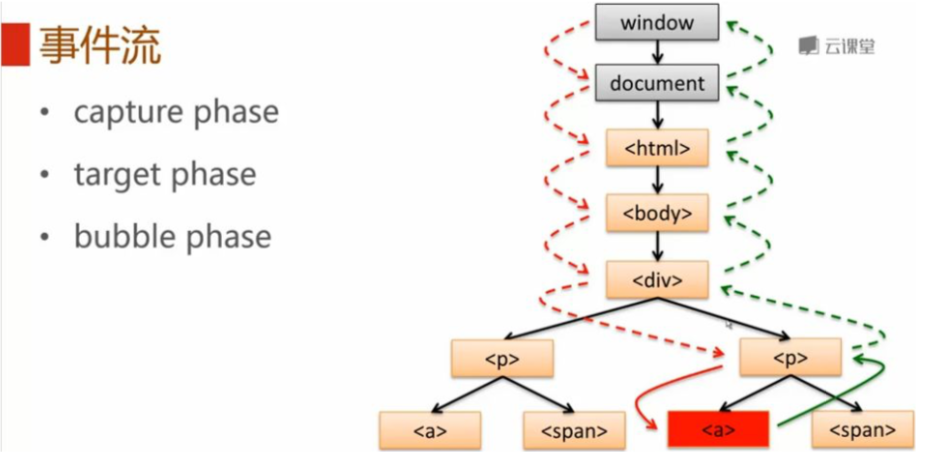 事件流
• capture phase
• target phase
• bubble phase
云课堂
window
document
<html>
<body>
<div>
<p> <p>
<a> <span> <a> <span>